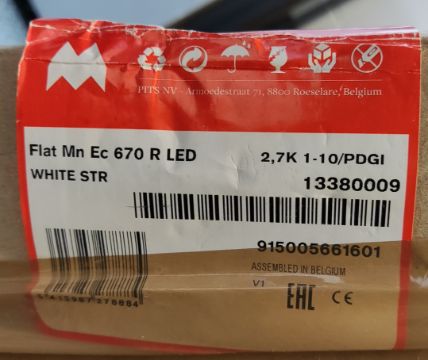 PITS NV - Armoedestraat 71, 8800 Roeselare, Belgium
Flat Mn Ec 670 R LED 2,7K 1-10/PDGI
WHITE STR 13380009
915005661601
ASSEMBLED IN BELGIUM
V1 EAC CE